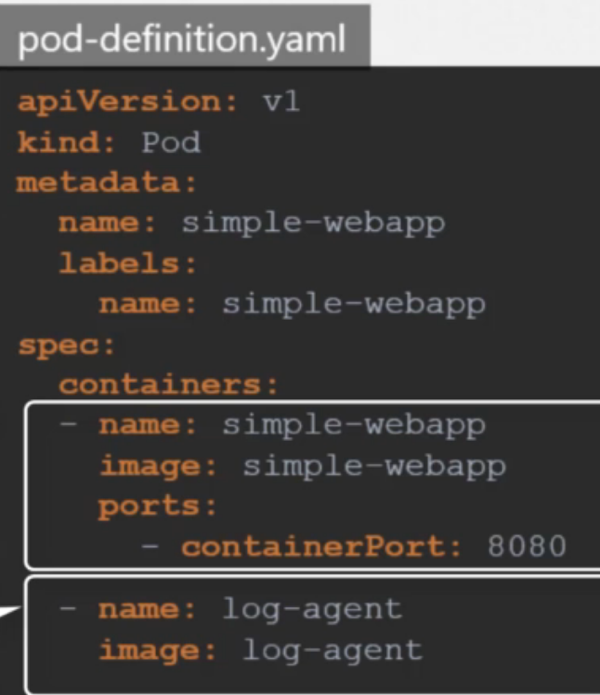 pod-definition.yaml
apiVersion: v1
kind: Pod
metadata:
  name: simple-webapp
  labels:
    name: simple-webapp
spec:
  containers:
  - name: simple-webapp
    image: simple-webapp
    ports:
      - containerPort: 8080
  - name: log-agent
    image: log-agent